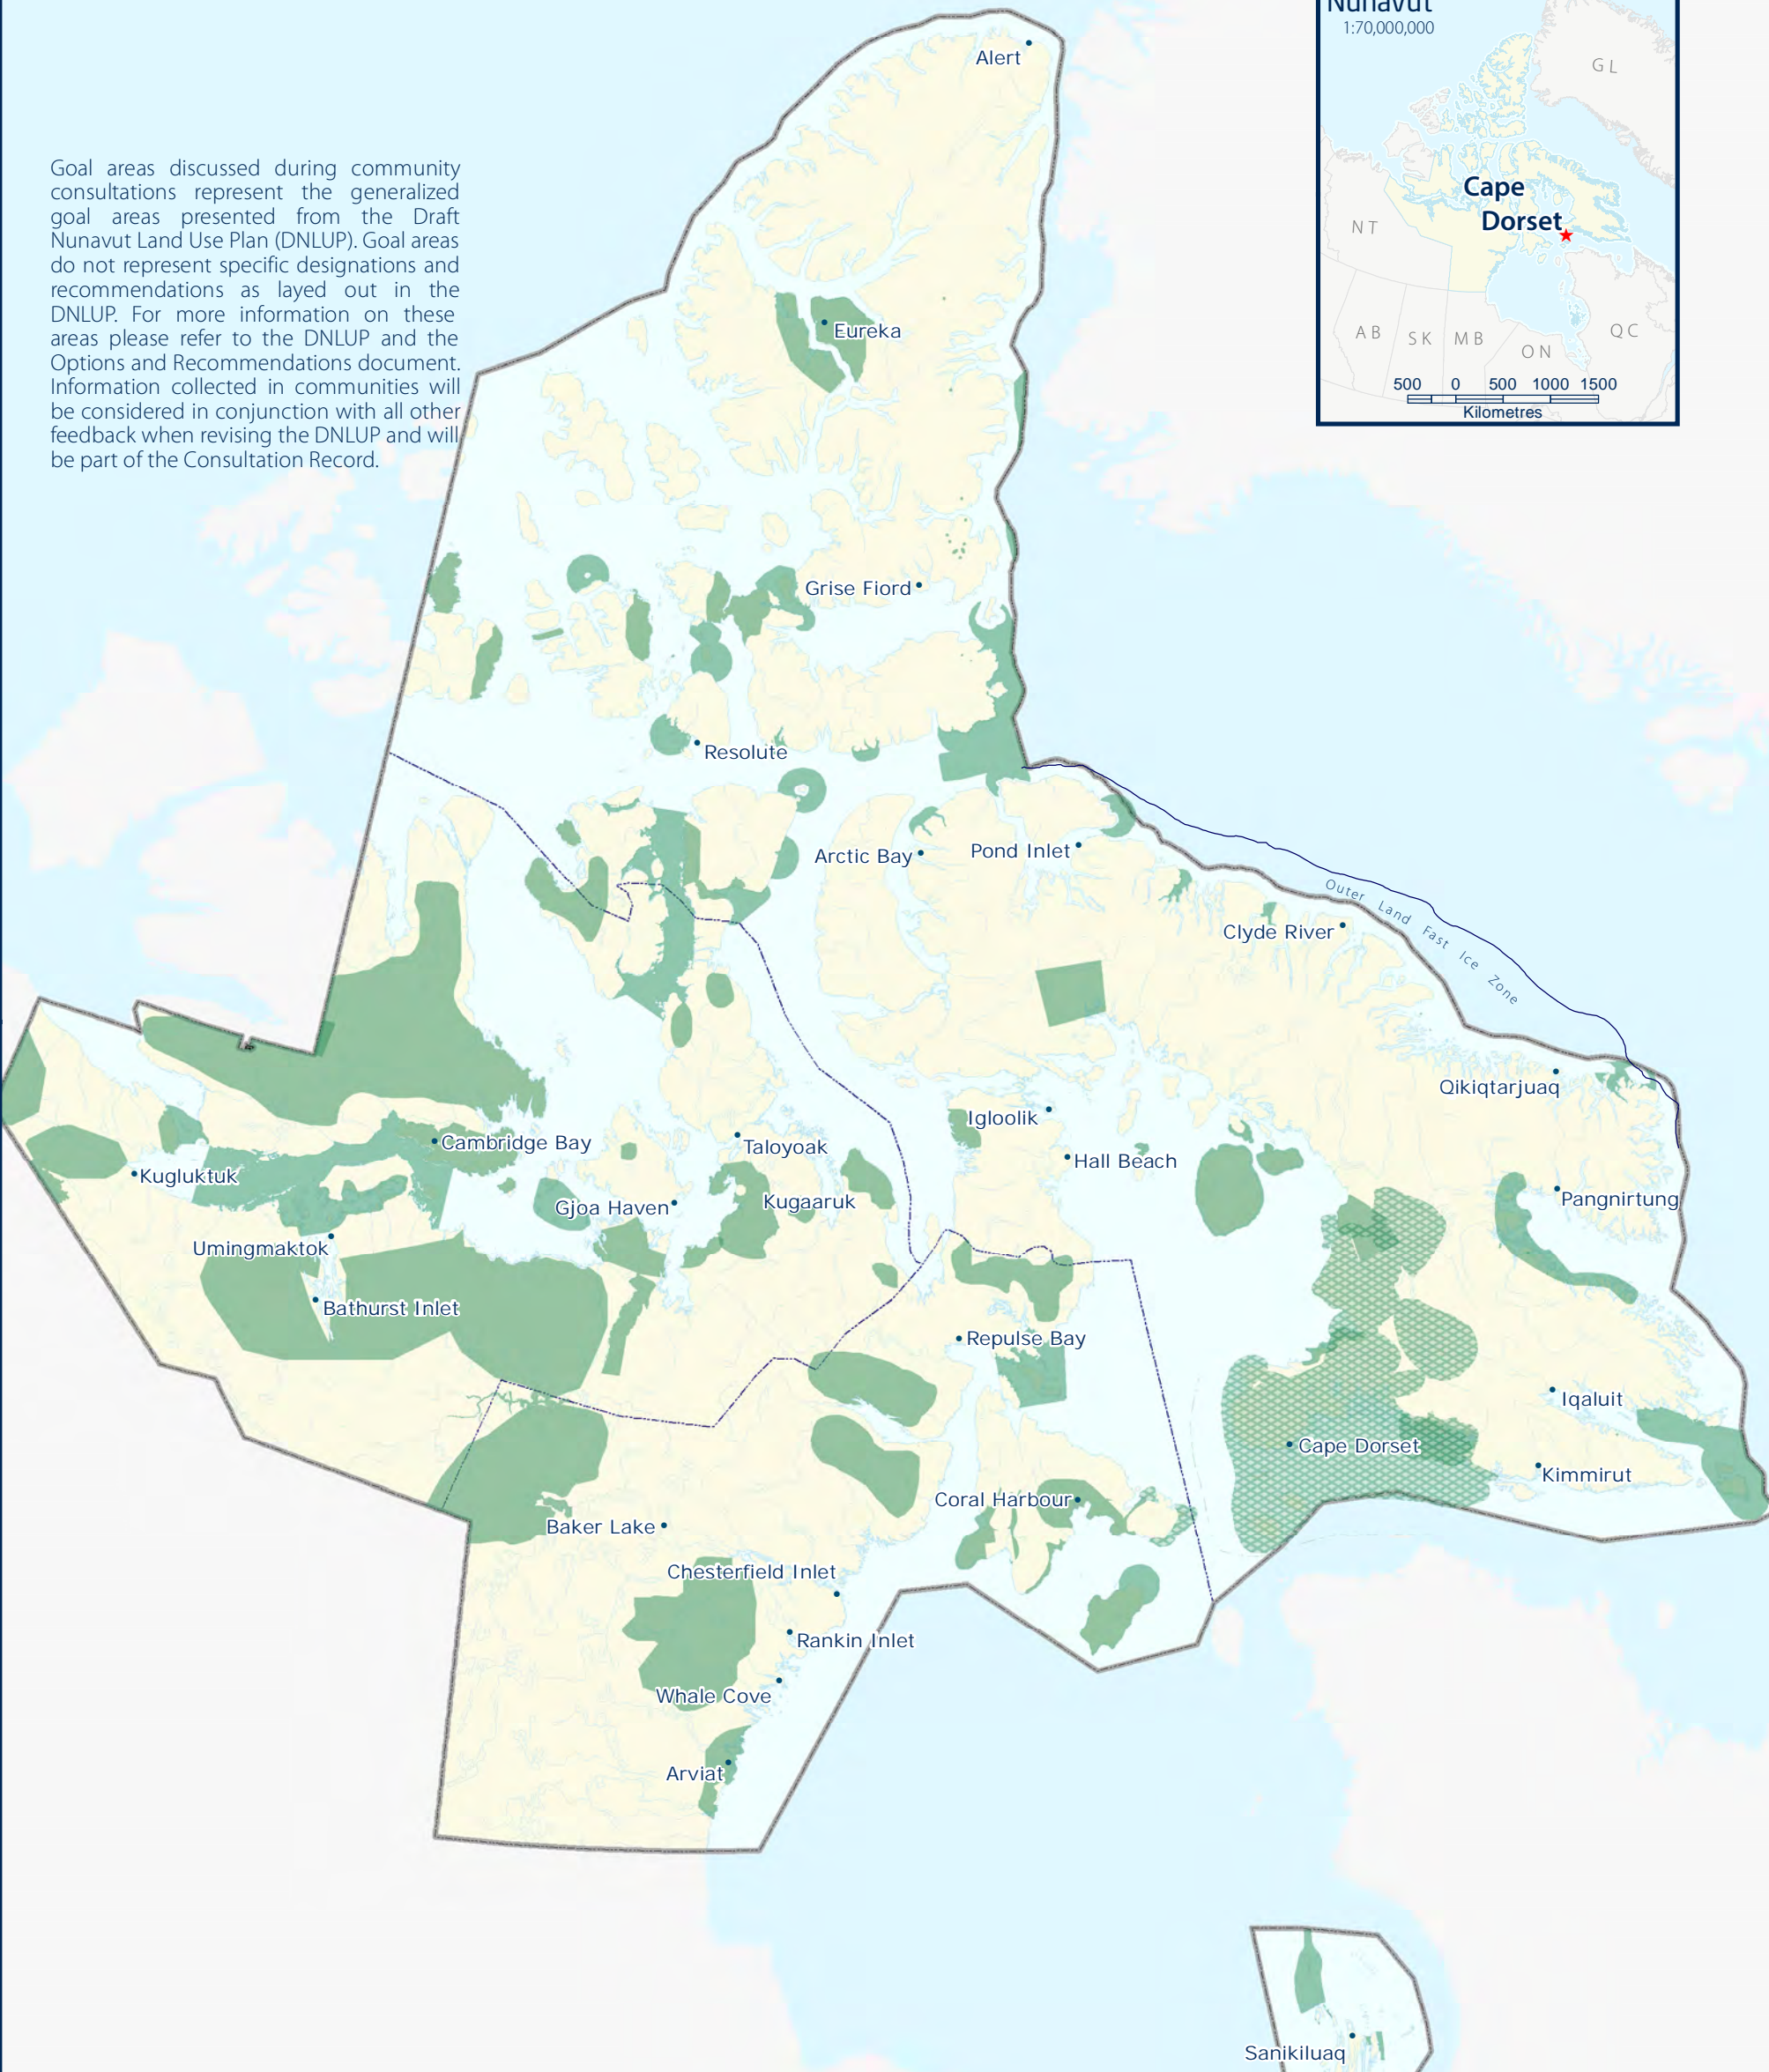 Nunavut
1:70,000,000
GL
Cape
Dorset
NT
AB
SK
MB
ON
QC
500 0 500 1000 1500
Kilometres
Goal areas discussed during community
consultations represent the generalized
goal areas presented from the Draft
Nunavut Land Use Plan (DNLUP). Goal areas
do not represent specific designations and
recommendations as layed out in the
DNLUP. For more information on these
areas please refer to the DNLUP and the
Options and Recommendations document.
Information collected in communities will
be considered in conjunction with all other
feedback when revising the DNLUP and will
be part of the Consultation Record.
Alert
Eureka
Grise Fiord
Resolute
Arctic Bay
Pond Inlet
Outer Land Fast Ice Zone
Clyde River
Qikiqtarjuaq
Igloolik
Cambridge Bay
Taloyoak
Hall Beach
Kugluktuk
Kugaaruk
Pangnirtung
Gjoa Haven
Umingmaktok
Bathurst Inlet
Repulse Bay
Iqaluit
Cape Dorset
Kimmirut
Coral Harbour
Baker Lake
Chesterfield Inlet
Rankin Inlet
Whale Cove
Arviat
Sanikiluaq